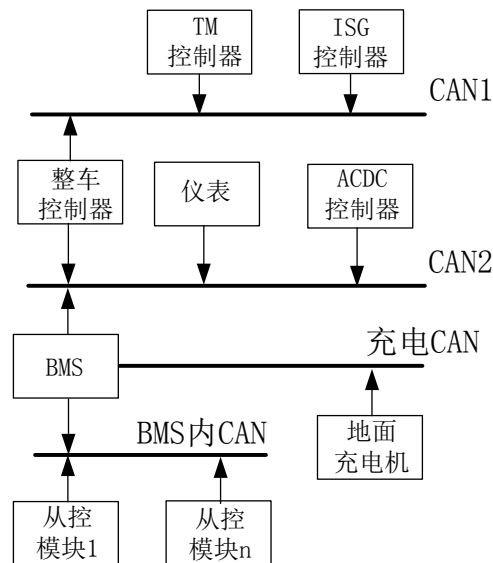 TM
控制器
ISG
控制器
CAN1
整车
控制器
仪表
ACDC
控制器
CAN2
BMS
充电CAN
BMS内CAN
地面
充电机
从控
模块1
从控
模块n